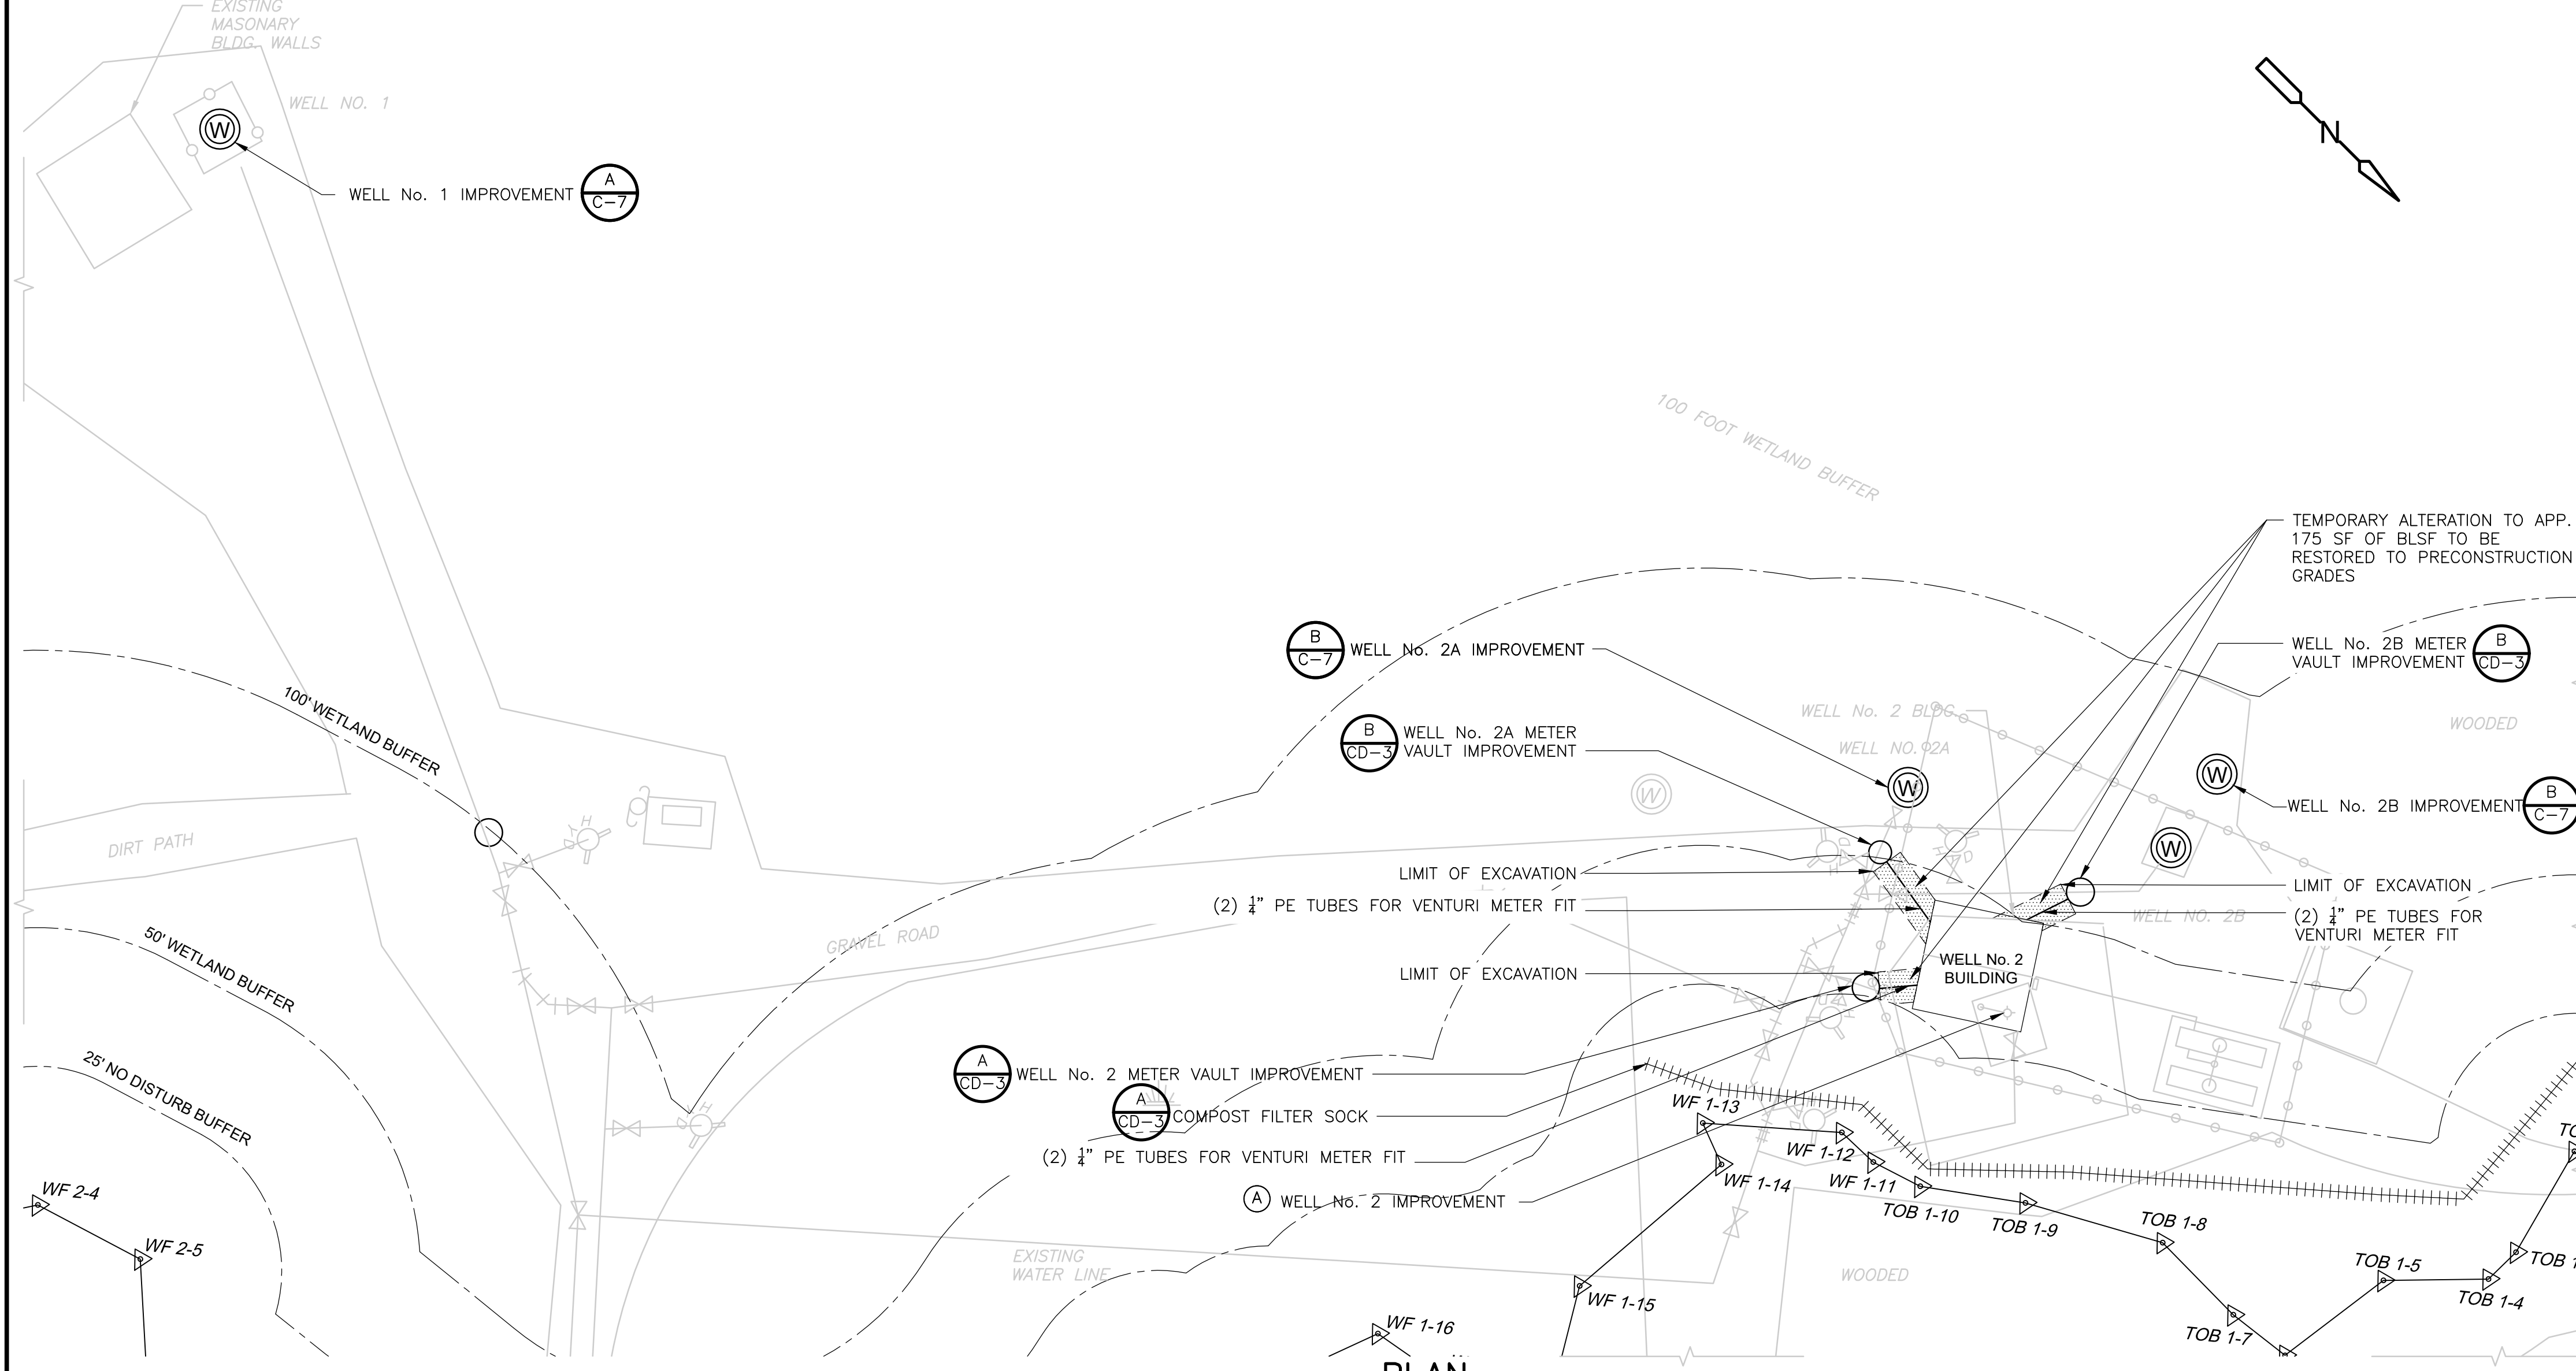 EXISTING
MASONARY
BLDG. WALLS
WELL NO. 1
W
WELL No. 1 IMPROVEMENT
A
C-7
N
100 FOOT WETLAND BUFFER
TEMPORARY ALTERATION TO APP.
175 SF OF BLSF TO BE
RESTORED TO PRECONSTRUCTION
GRADES
B
C-7
WELL No. 2A IMPROVEMENT
WELL No. 2B METER
VAULT IMPROVEMENT
B
CD-3
100' WETLAND BUFFER
B
CD-3
WELL No. 2A METER
VAULT IMPROVEMENT
WELL No. 2 BLDG.
WELL NO. 2A
WOODED
W
W
W
WELL No. 2B IMPROVEMENT
B
C-7
W
DIRT PATH
H
Y
H
D
H
Y
D
LIMIT OF EXCAVATION
(2) ¼" PE TUBES FOR VENTURI METER FIT
LIMIT OF EXCAVATION
(2) ¼" PE TUBES FOR
VENTURI METER FIT
WELL NO. 2B
50' WETLAND BUFFER
GRAVEL ROAD
LIMIT OF EXCAVATION
WELL No. 2
BUILDING
25' NO DISTURB BUFFER
A
CD-3
WELL No. 2 METER VAULT IMPROVEMENT
A
CD-3
COMPOST FILTER SOCK
(2) ¼" PE TUBES FOR VENTURI METER FIT
A
WELL No. 2 IMPROVEMENT
H
WF 1-13
WF 1-12
WF 1-11
WF 1-14
TOB 1-10
TOB 1-9
TOB 1-8
WF 2-4
WF 2-5
EXISTING
WATER LINE
WOODED
WF 1-15
WF 1-16
TOB 1-5
TOB 1-4
TOB 1-7
PLAN